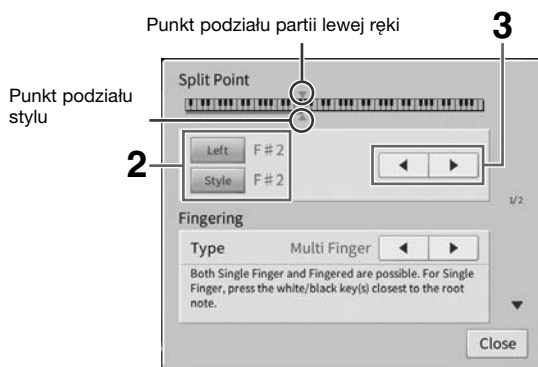 Punkt podziału partii lewej ręki
3
Split Point
Punkt podziału
stylu
2
Left F#2
Style F#2
1/2
Fingering
Type Multi Finger
Both Single Finger and Fingered are possible. For Single
Finger, press the white/black key(s) closest to the root
note.
Close